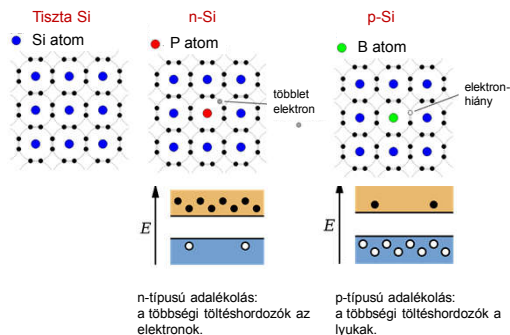 Tiszta Si
n-Si
p-Si
Si atom
P atom
B atom
többlet
elektron
elektron-
hiány
E
E
n-típusú adalékolás:
a többségi töltéshordozók az
elektronok.
p-típusú adalékolás:
a többségi töltéshordozók a
lyukak.